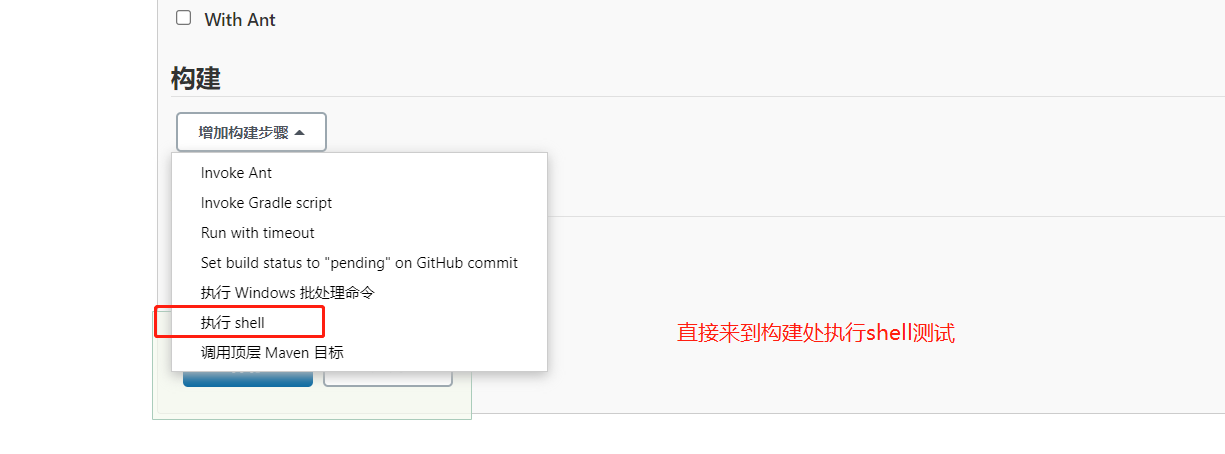 With Ant
构建
增加构建步骤
Invoke Ant
Invoke Gradle script
Run with timeout
Set build status to "pending" on GitHub commit
执行 Windows 批处理命令
执行 shell
直接来到构建处执行shell测试
调用顶层 Maven 目标